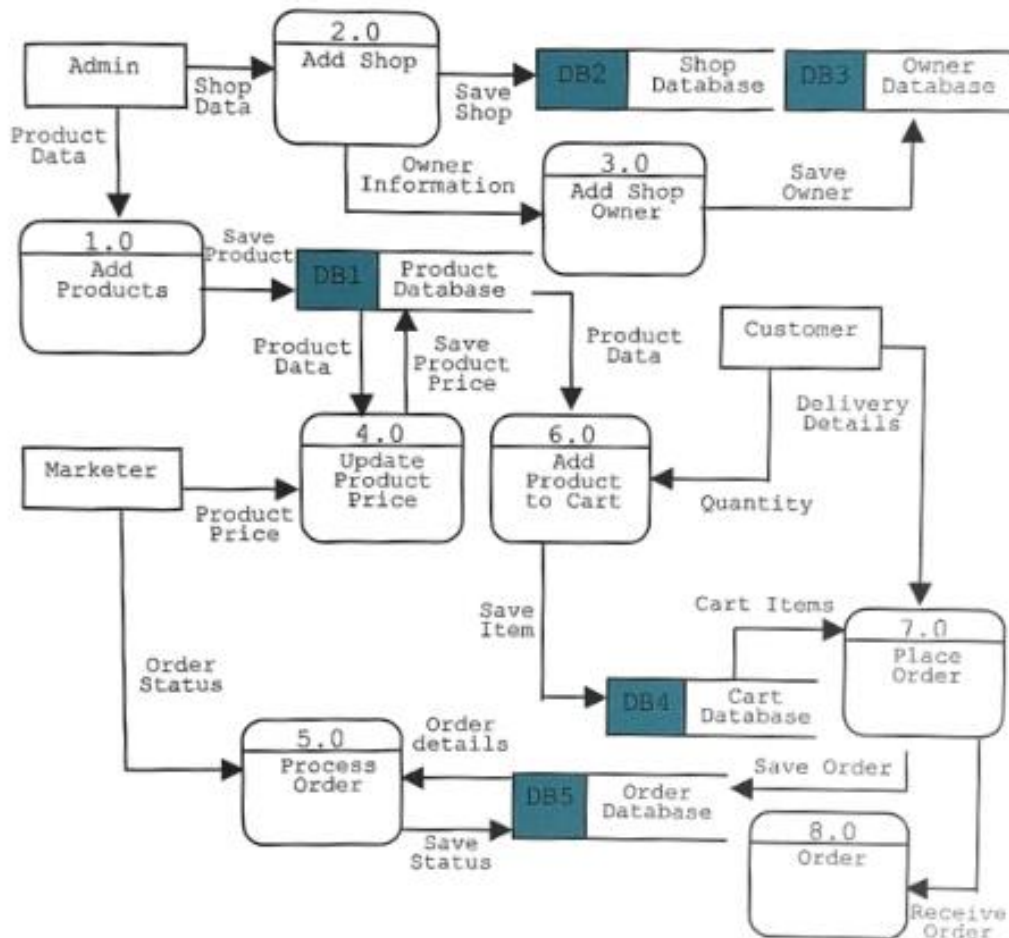 2.0
Add Shop
Admin
Shop
Data
Save
Shop
DB2
Shop
Database
DB3
Owner
Database
Product
Data
Owner
Information
3.0
Add Shop
Owner
Save
Owner
1.0
Add
Products
Save
Product
DB1
Product
Database
Product
Data
Save
Product
Price
Product
Data
Customer
Delivery
Details
4.0
Update
Product
Price
6.0
Add
Product
to Cart
Marketer
Product
Price
Quantity
Save
Item
Cart Items
7.0
Place
Order
Order
Status
DB4
Cart
Database
5.0
Process
Order
Order
details
Save Order
DB5
Order
Database
Save
Status
8.0
Order
Receive
Order